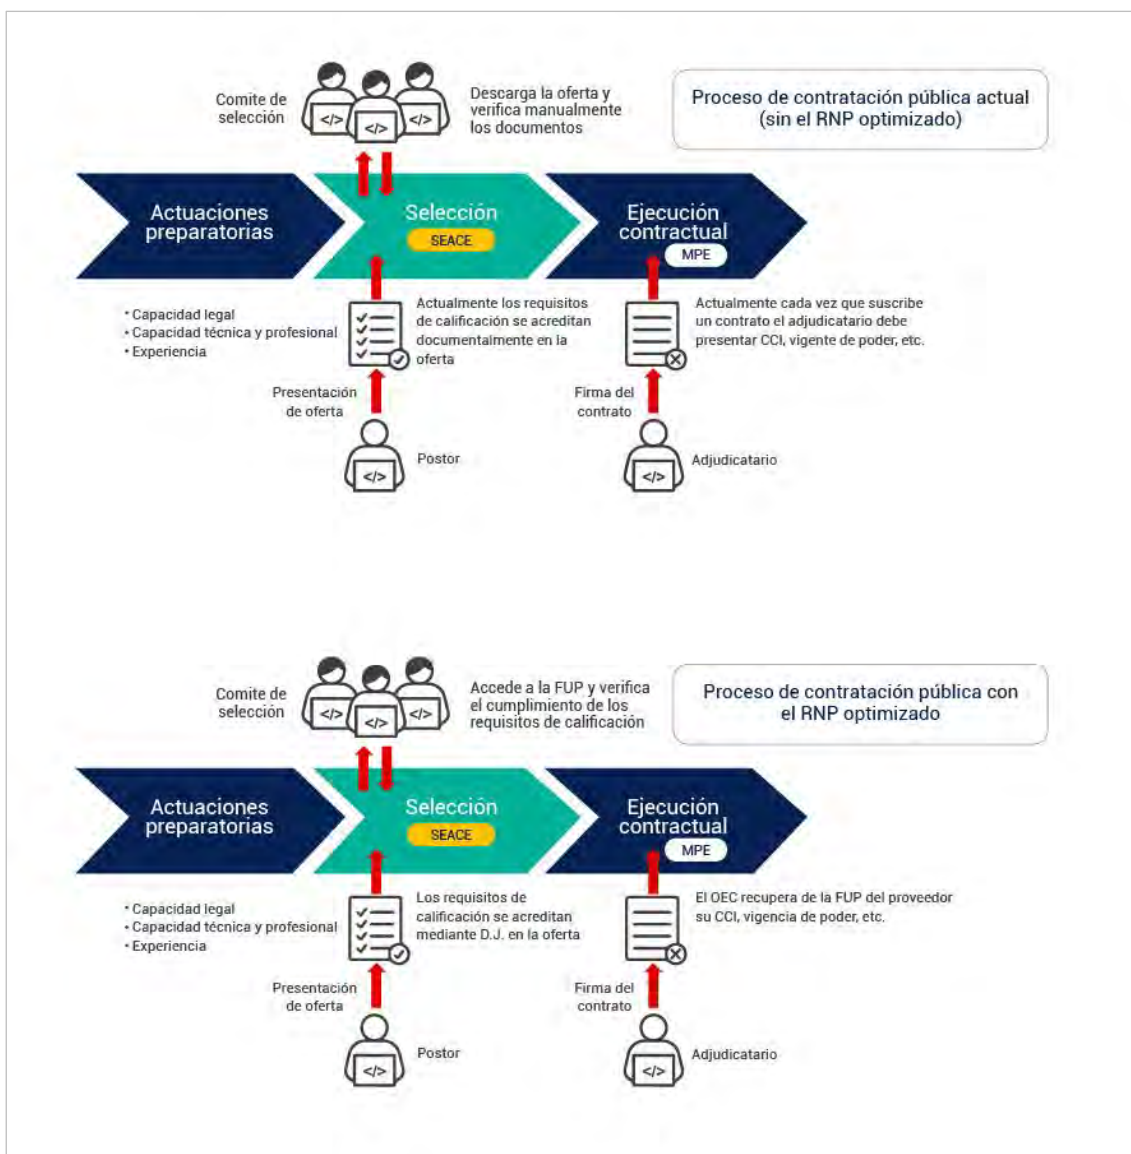 Comite de
selección
Descarga la oferta y
verifica manualmente
los documentos
Proceso de contratación pública actual
(sin el RNP optimizado)
</>
</>
</>
Actuaciones
preparatorias
Selección
SEACE
Ejecución
contractual
MPE
• Capacidad legal
• Capacidad técnica y profesional
• Experiencia
Actualmente los requisitos
de calificación se acreditan
documentalmente en la
oferta
Actualmente cada vez que suscribe
un contrato el adjudicatario debe
presentar CCI, vigente de poder, etc.
Presentación
de oferta
Firma del
contrato
Postor
</>
Adjudicatario
</>
Comite de
selección
Accede a la FUP y verifica
el cumplimiento de los
requisitos de calificación
Proceso de contratación pública con
el RNP optimizado
</>
</>
</>
Actuaciones
preparatorias
Selección
SEACE
Ejecución
contractual
MPE
• Capacidad legal
• Capacidad técnica y profesional
• Experiencia
Los requisitos de
calificación se acreditan
mediante D.J. en la oferta
El OEC recupera de la FUP del proveedor
su CCI, vigencia de poder, etc.
Presentación
de oferta
Firma del
contrato
Postor
</>
Adjudicatario
</>